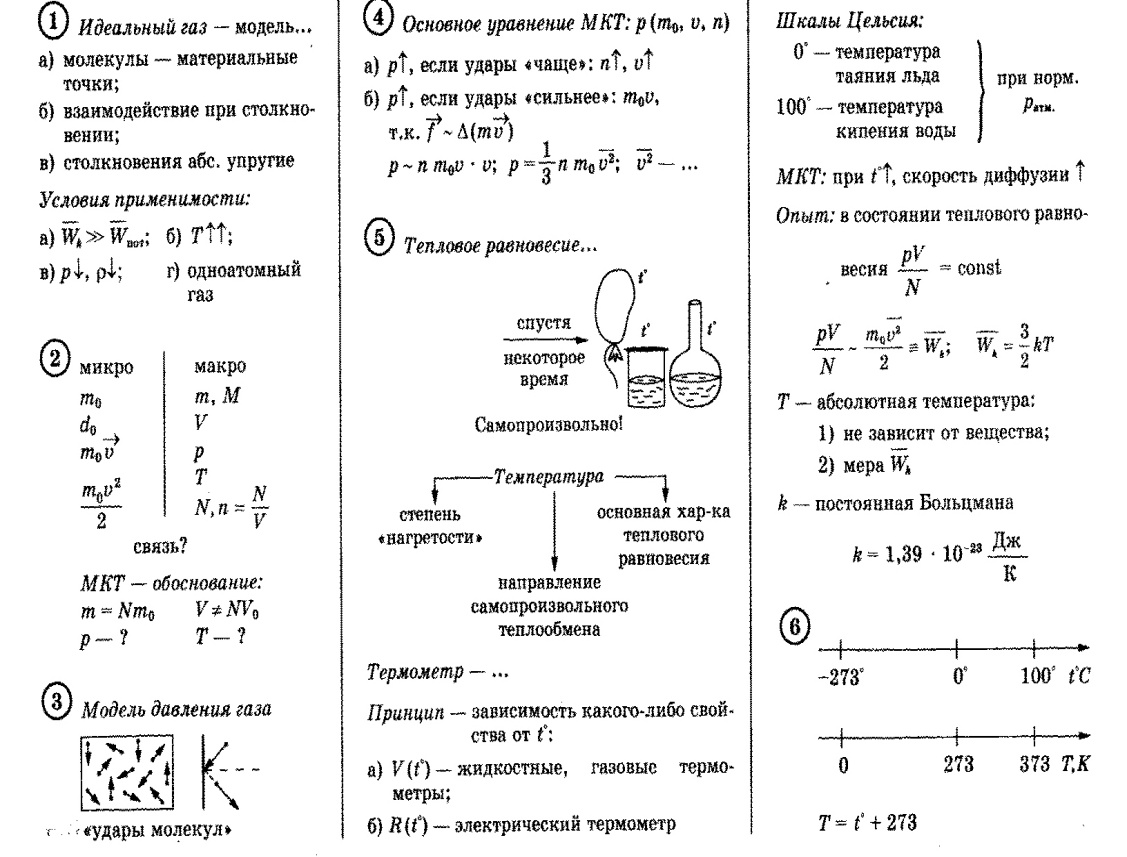 1 Идеальный газ — модель...
а) молекулы — материальные
точки;
б) взаимодействие при столкно-
вении;
в) столкновения абс. упругие
Условия применимости:
а) W̅ₖ ≫ W̅пот; б) T↑↑;
в) p↓, ρ↓; г) одноатомный
газ
2 микро макро
m₀ m, M
d₀ V
m₀v⃗ p
T
m₀v²/2 N, n = N/V
связь?
МКТ — обоснование:
m = Nm₀ V ≠ NV₀
p — ? T — ?
3 Модель давления газа
«удары молекул»
4 Основное уравнение МКТ: p (m₀, v, n)
а) p↑, если удары «чаще»: n↑, v↑
б) p↑, если удары «сильнее»: m₀v,
т.к. f⃗ ~ Δ(mv⃗)
p ~ n m₀v · v; p = 1/3 n m₀ v̅²; v̅² — ...
5 Тепловое равновесие...
t° t° t°
спустя
некоторое
время
Самопроизвольно!
Температура
степень
«нагретости»
основная хар-ка
теплового
равновесия
направление
самопроизвольного
теплообмена
Термометр — ...
Принцип — зависимость какого-либо свой-
ства от t°:
а) V(t°) — жидкостные, газовые термо-
метры;
б) R(t°) — электрический термометр
Шкалы Цельсия:
0° — температура
таяния льда
100° — температура
кипения воды
при норм.
pатм.
МКТ: при t°↑, скорость диффузии ↑
Опыт: в состоянии теплового равно-
весия pV/N = const
pV/N ~ m₀v̅²/2 ≡ W̅ₖ; W̅ₖ = 3/2 kT
T — абсолютная температура:
1) не зависит от вещества;
2) мера W̅ₖ
k — постоянная Больцмана
k = 1,39 · 10⁻²³ Дж/К
6
−273° 0° 100° t°C
0 273 373 T,K
T = t° + 273